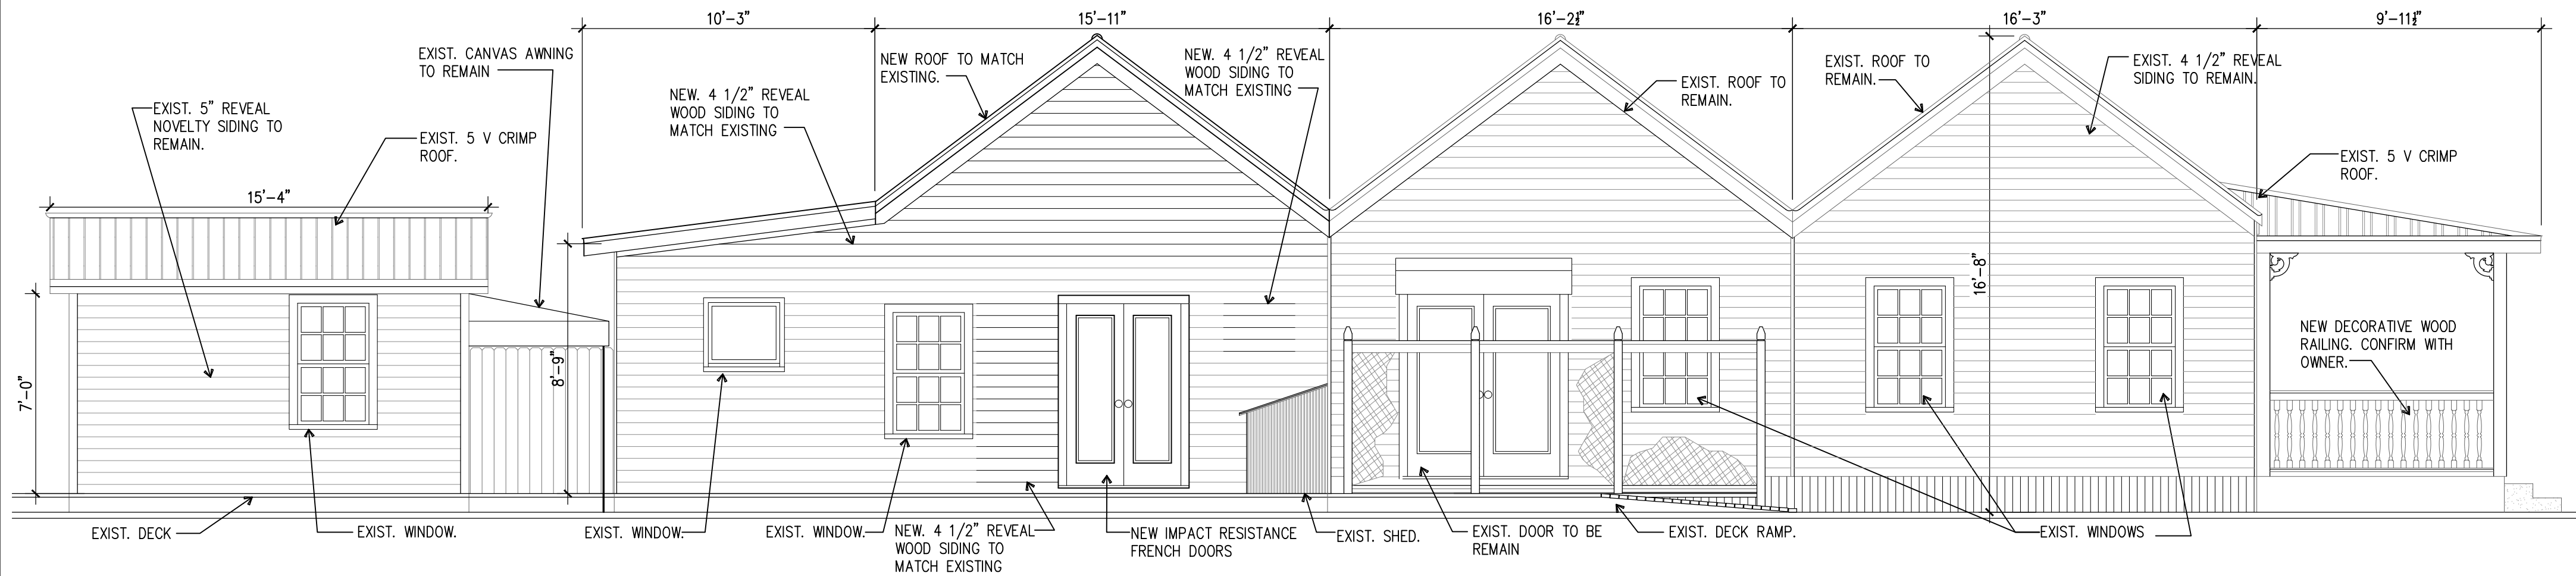 10'-3"
15'-11"
16'-2½"
16'-3"
9'-11½"
EXIST. CANVAS AWNING
TO REMAIN
NEW ROOF TO MATCH
EXISTING.
NEW. 4 1/2" REVEAL
WOOD SIDING TO
MATCH EXISTING
EXIST. ROOF TO
REMAIN.
EXIST. ROOF TO
REMAIN.
EXIST. 4 1/2" REVEAL
SIDING TO REMAIN.
EXIST. 5" REVEAL
NOVELTY SIDING TO
REMAIN.
NEW. 4 1/2" REVEAL
WOOD SIDING TO
MATCH EXISTING
EXIST. 5 V CRIMP
ROOF.
EXIST. 5 V CRIMP
ROOF.
15'-4"
16'-8"
7'-0"
8'-9"
NEW DECORATIVE WOOD
RAILING. CONFIRM WITH
OWNER.
EXIST. DECK
EXIST. WINDOW.
EXIST. WINDOW.
EXIST. WINDOW.
NEW. 4 1/2" REVEAL
WOOD SIDING TO
MATCH EXISTING
NEW IMPACT RESISTANCE
FRENCH DOORS
EXIST. SHED.
EXIST. DOOR TO BE
REMAIN
EXIST. DECK RAMP.
EXIST. WINDOWS